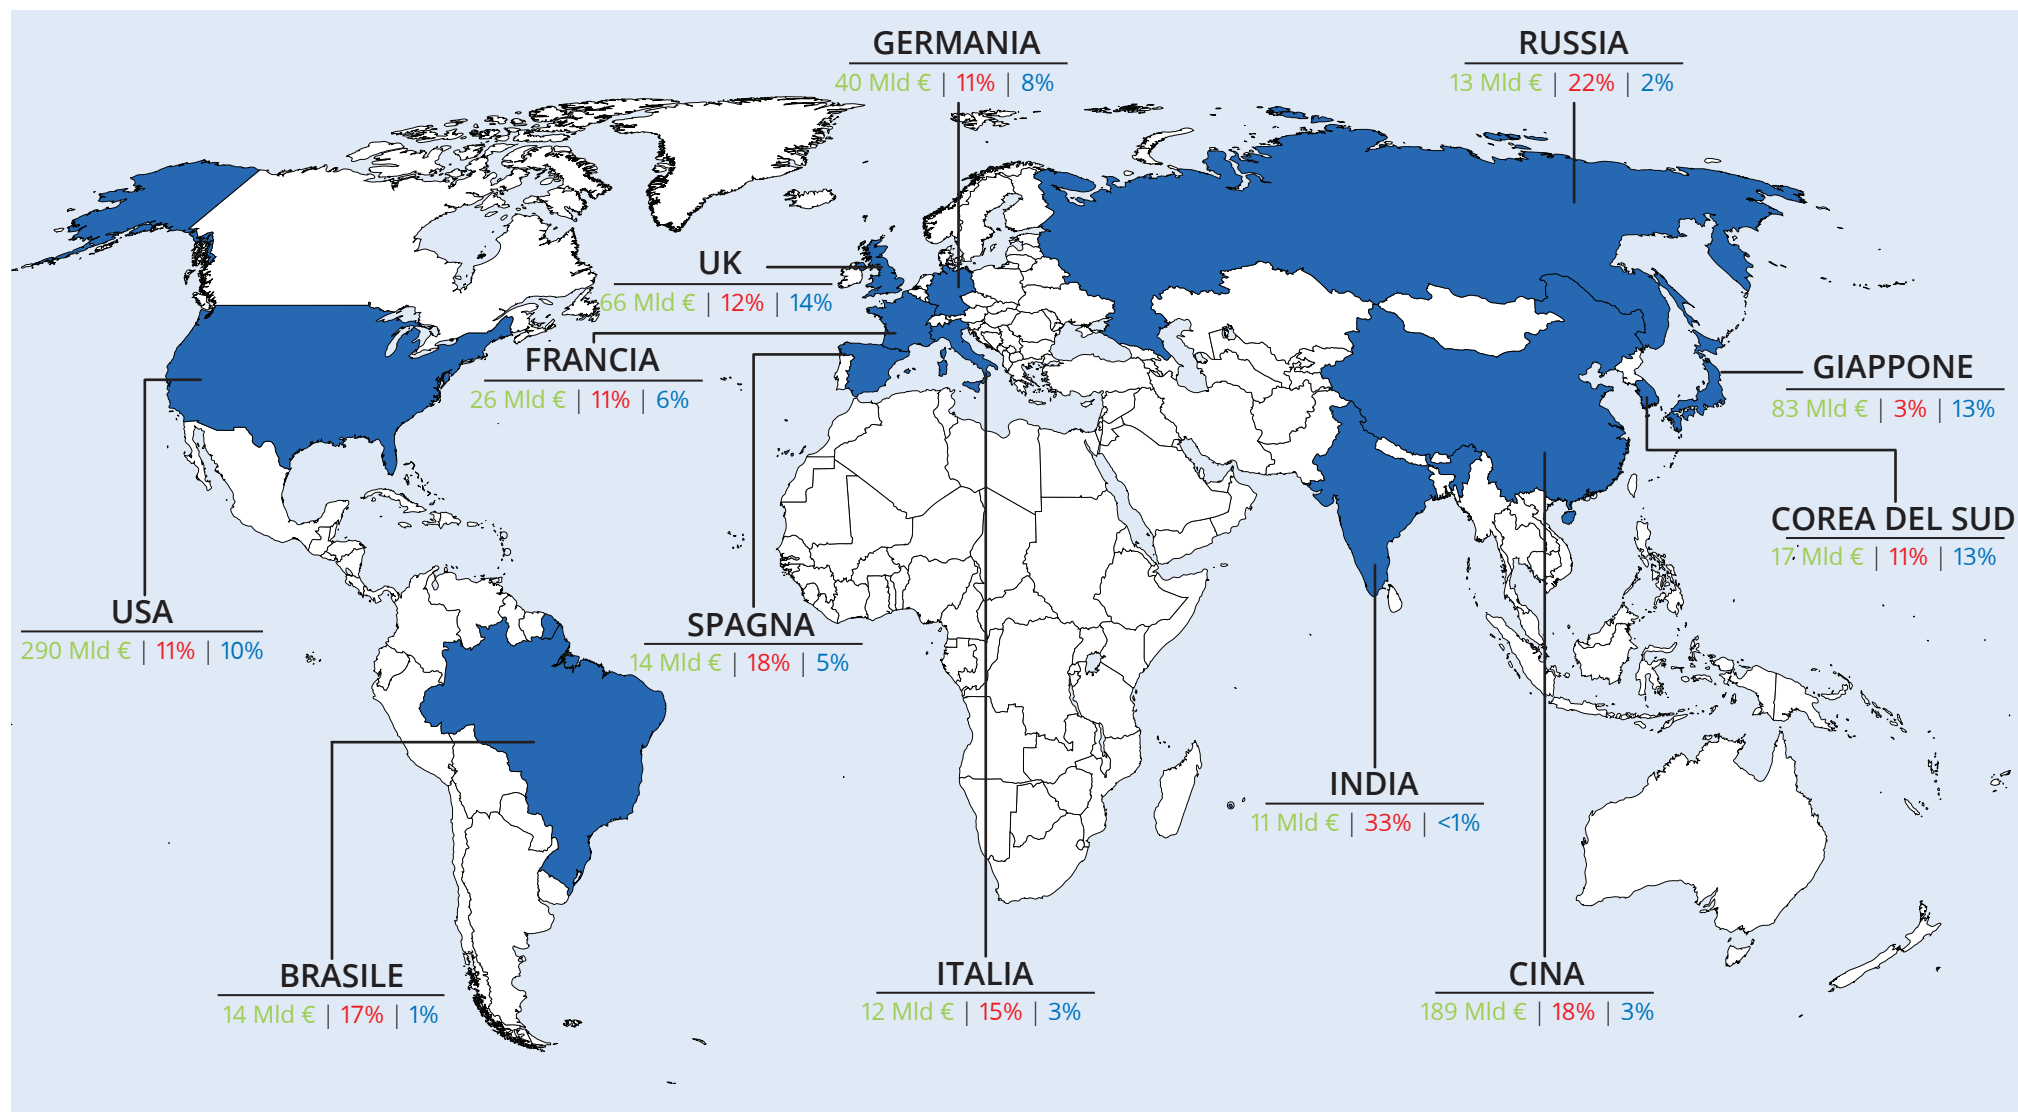 GERMANIA
40 Mld € | 11% | 8%
RUSSIA
13 Mld € | 22% | 2%
UK
66 Mld € | 12% | 14%
FRANCIA
26 Mld € | 11% | 6%
GIAPPONE
83 Mld € | 3% | 13%
COREA DEL SUD
17 Mld € | 11% | 13%
USA
290 Mld € | 11% | 10%
SPAGNA
14 Mld € | 18% | 5%
INDIA
11 Mld € | 33% | <1%
BRASILE
14 Mld € | 17% | 1%
ITALIA
12 Mld € | 15% | 3%
CINA
189 Mld € | 18% | 3%